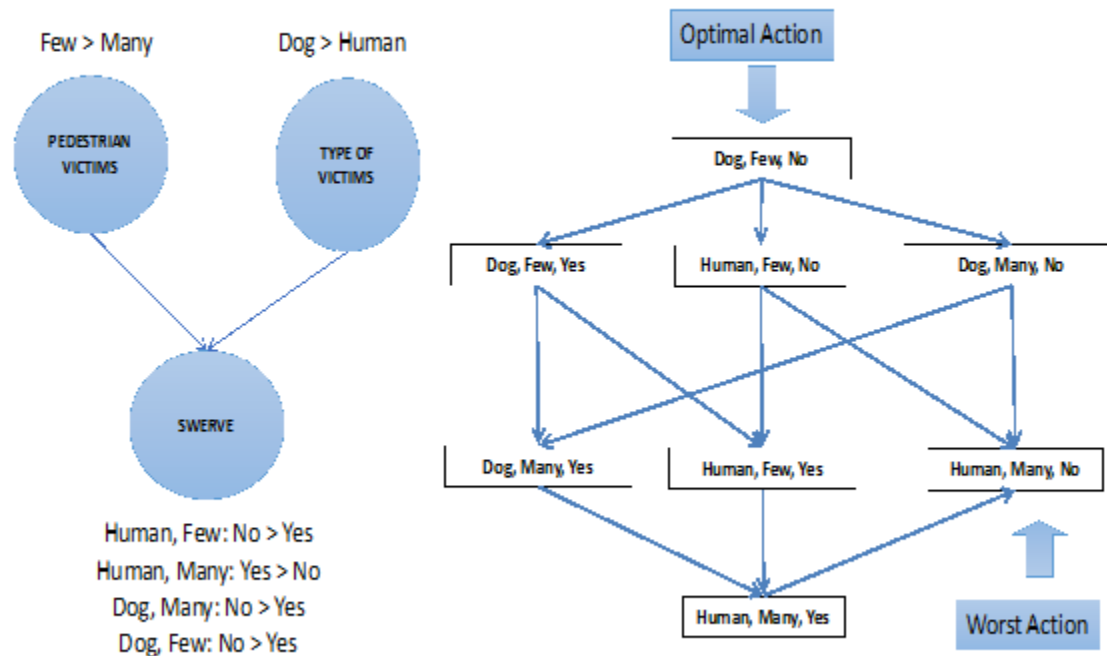 Few > Many
Dog > Human
PEDESTRIAN
VICTIMS
TYPE OF
VICTIMS
SWERVE
Human, Few: No > Yes
Human, Many: Yes > No
Dog, Many: No > Yes
Dog, Few: No > Yes
Optimal Action
Dog, Few, No
Dog, Few, Yes
Human, Few, No
Dog, Many, No
Dog, Many, Yes
Human, Few, Yes
Human, Many, No
Human, Many, Yes
Worst Action